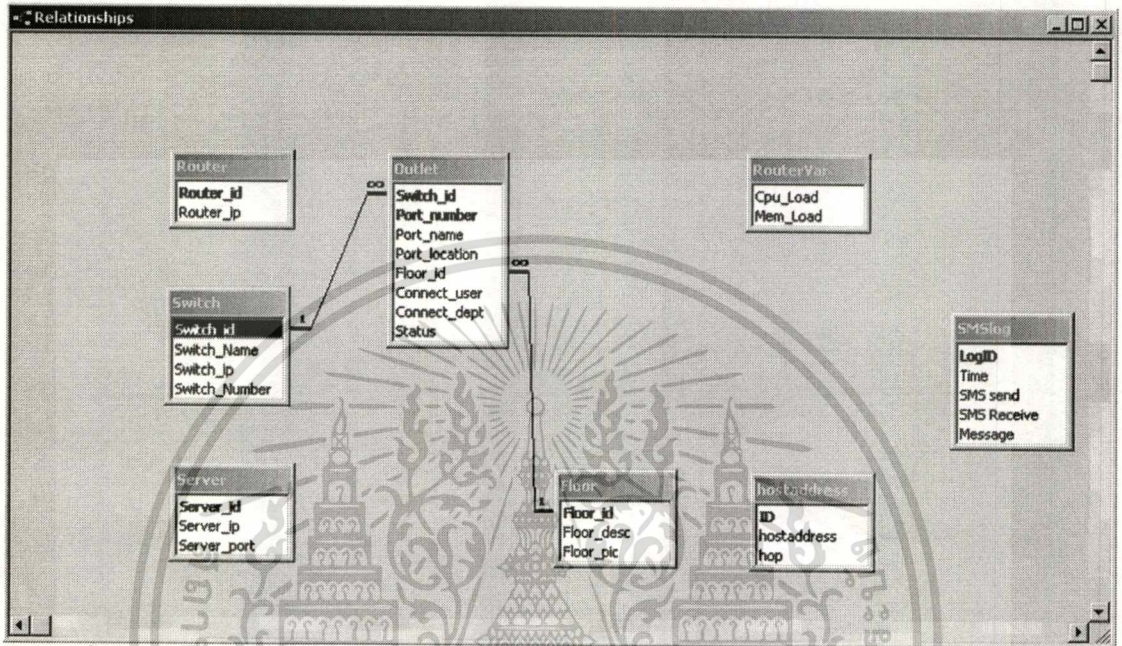 Relationships
Router
Router_id
Router_ip
Outlet
Switch_id
Port_number
Port_name
Port_location
Floor_id
Connect_user
Connect_dept
Status
RouterVar
Cpu_Load
Mem_Load
Switch
Switch_id
Switch_Name
Switch_ip
Switch_Number
SMSlog
LogID
Time
SMS send
SMS Receive
Message
Server
Server_id
Server_ip
Server_port
Floor
Floor_id
Floor_desc
Floor_pic
hostaddress
ID
hostaddress
hop
∞
1
∞
1